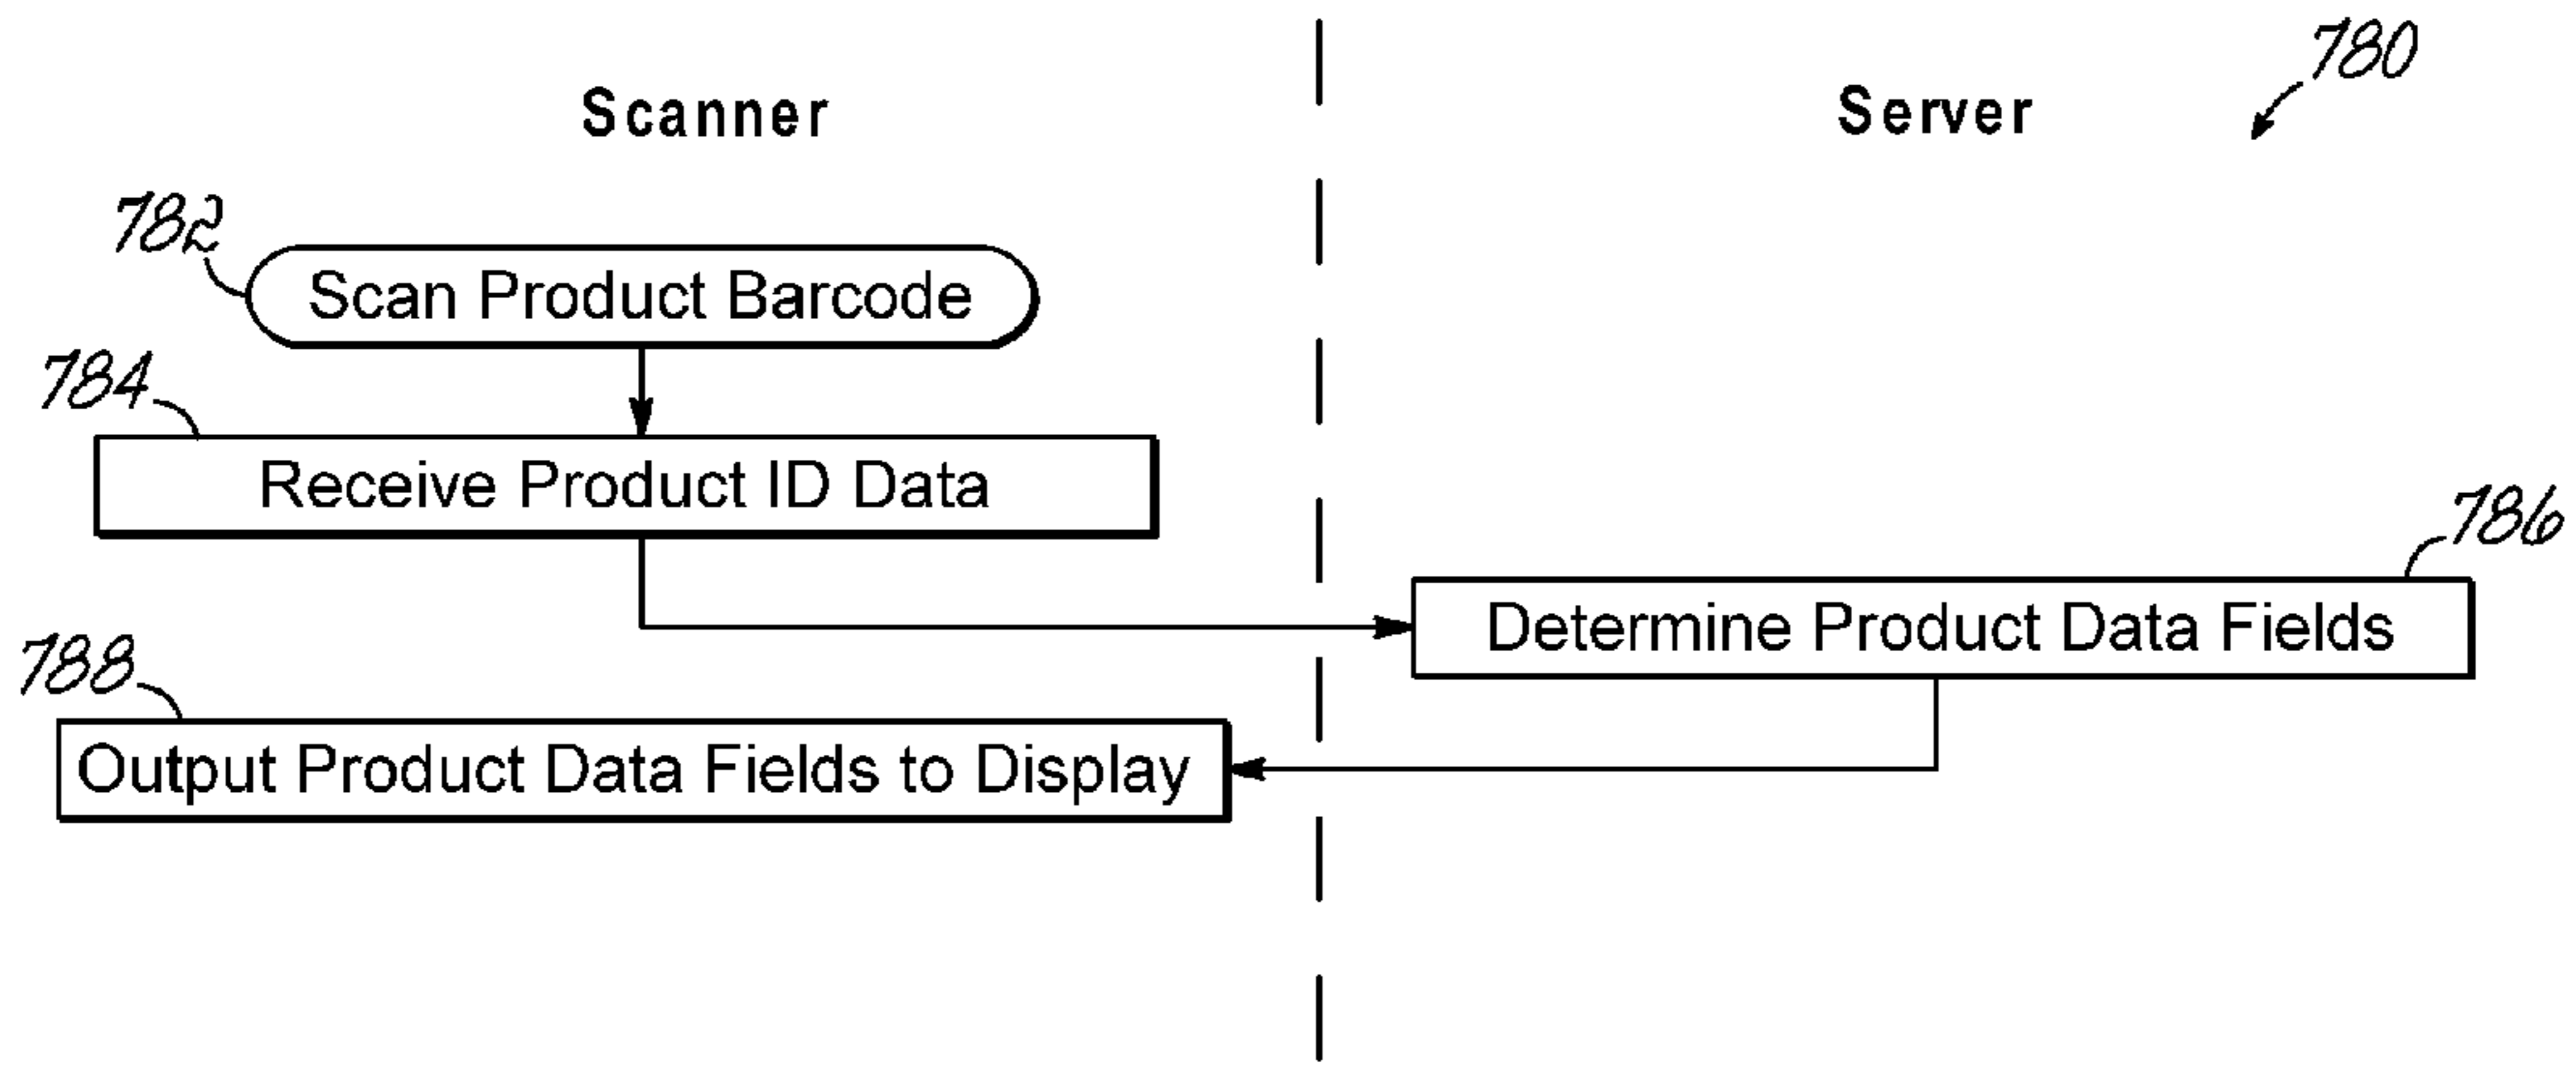 780
Scanner
Server
782
Scan Product Barcode
784
Receive Product ID Data
786
Determine Product Data Fields
788
Output Product Data Fields to Display